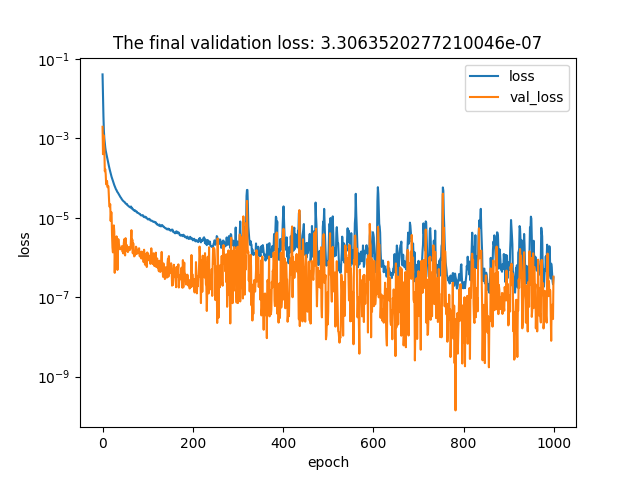 The final validation loss: 3.3063520277210046e-07
loss
val_loss
10⁻¹
10⁻³
10⁻⁵
10⁻⁷
10⁻⁹
loss
0 200 400 600 800 1000
epoch